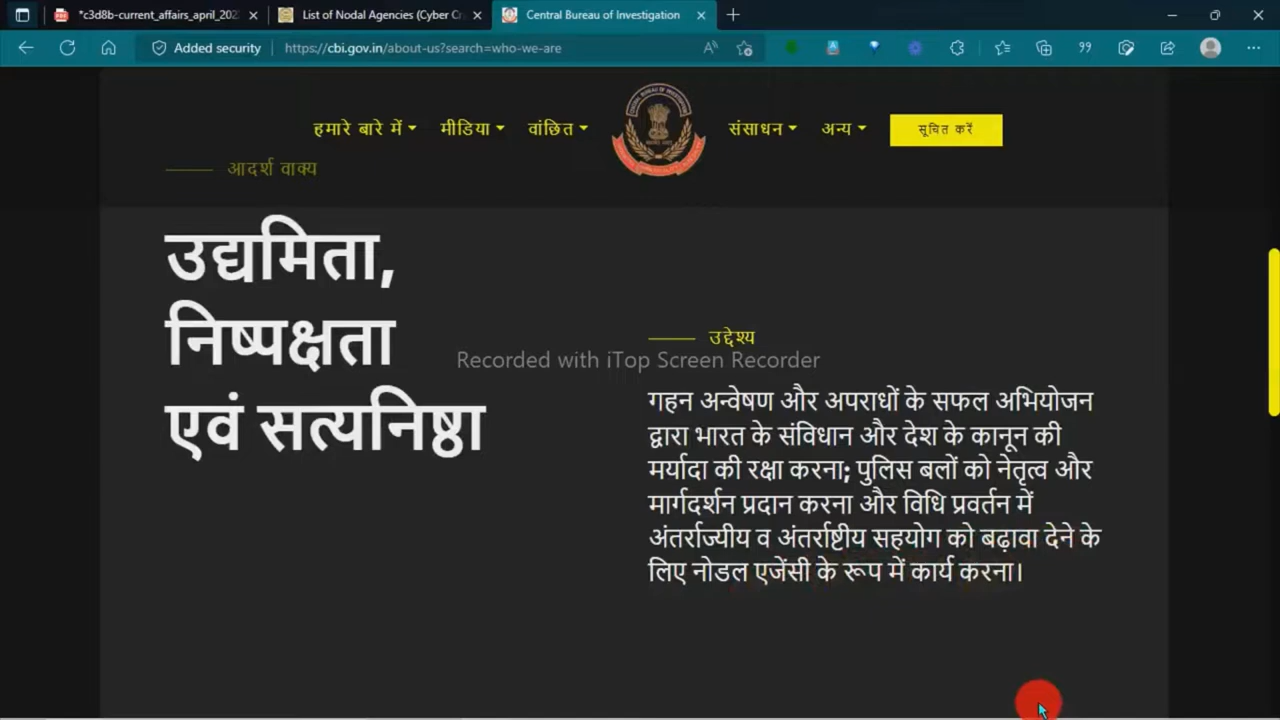 *c3d8b-current_affairs_april_202
List of Nodal Agencies (Cyber Cr
Central Bureau of Investigation
Added security
https://cbi.gov.in/about-us?search=who-we-are
हमारे बारे में
मीडिया
वांछित
संसाधन
अन्य
सूचित करें
आदर्श वाक्य
उद्यमिता,
निष्पक्षता
एवं सत्यनिष्ठा
उद्देश्य
Recorded with iTop Screen Recorder
गहन अन्वेषण और अपराधों के सफल अभियोजन
द्वारा भारत के संविधान और देश के कानून की
मर्यादा की रक्षा करना; पुलिस बलों को नेतृत्व और
मार्गदर्शन प्रदान करना और विधि प्रवर्तन में
अंतर्राज्यीय व अंतर्राष्टीय सहयोग को बढ़ावा देने के
लिए नोडल एजेंसी के रूप में कार्य करना।